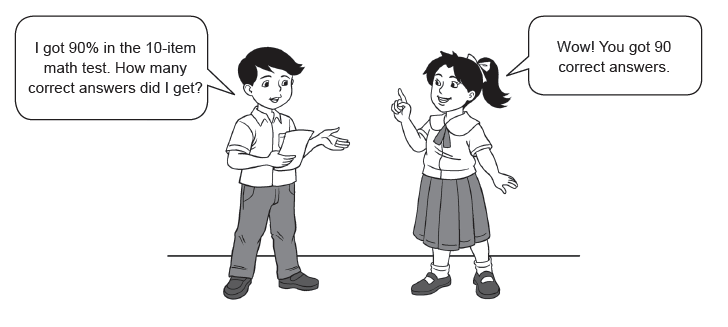 I got 90% in the 10-item
math test. How many
correct answers did I get?
Wow! You got 90
correct answers.